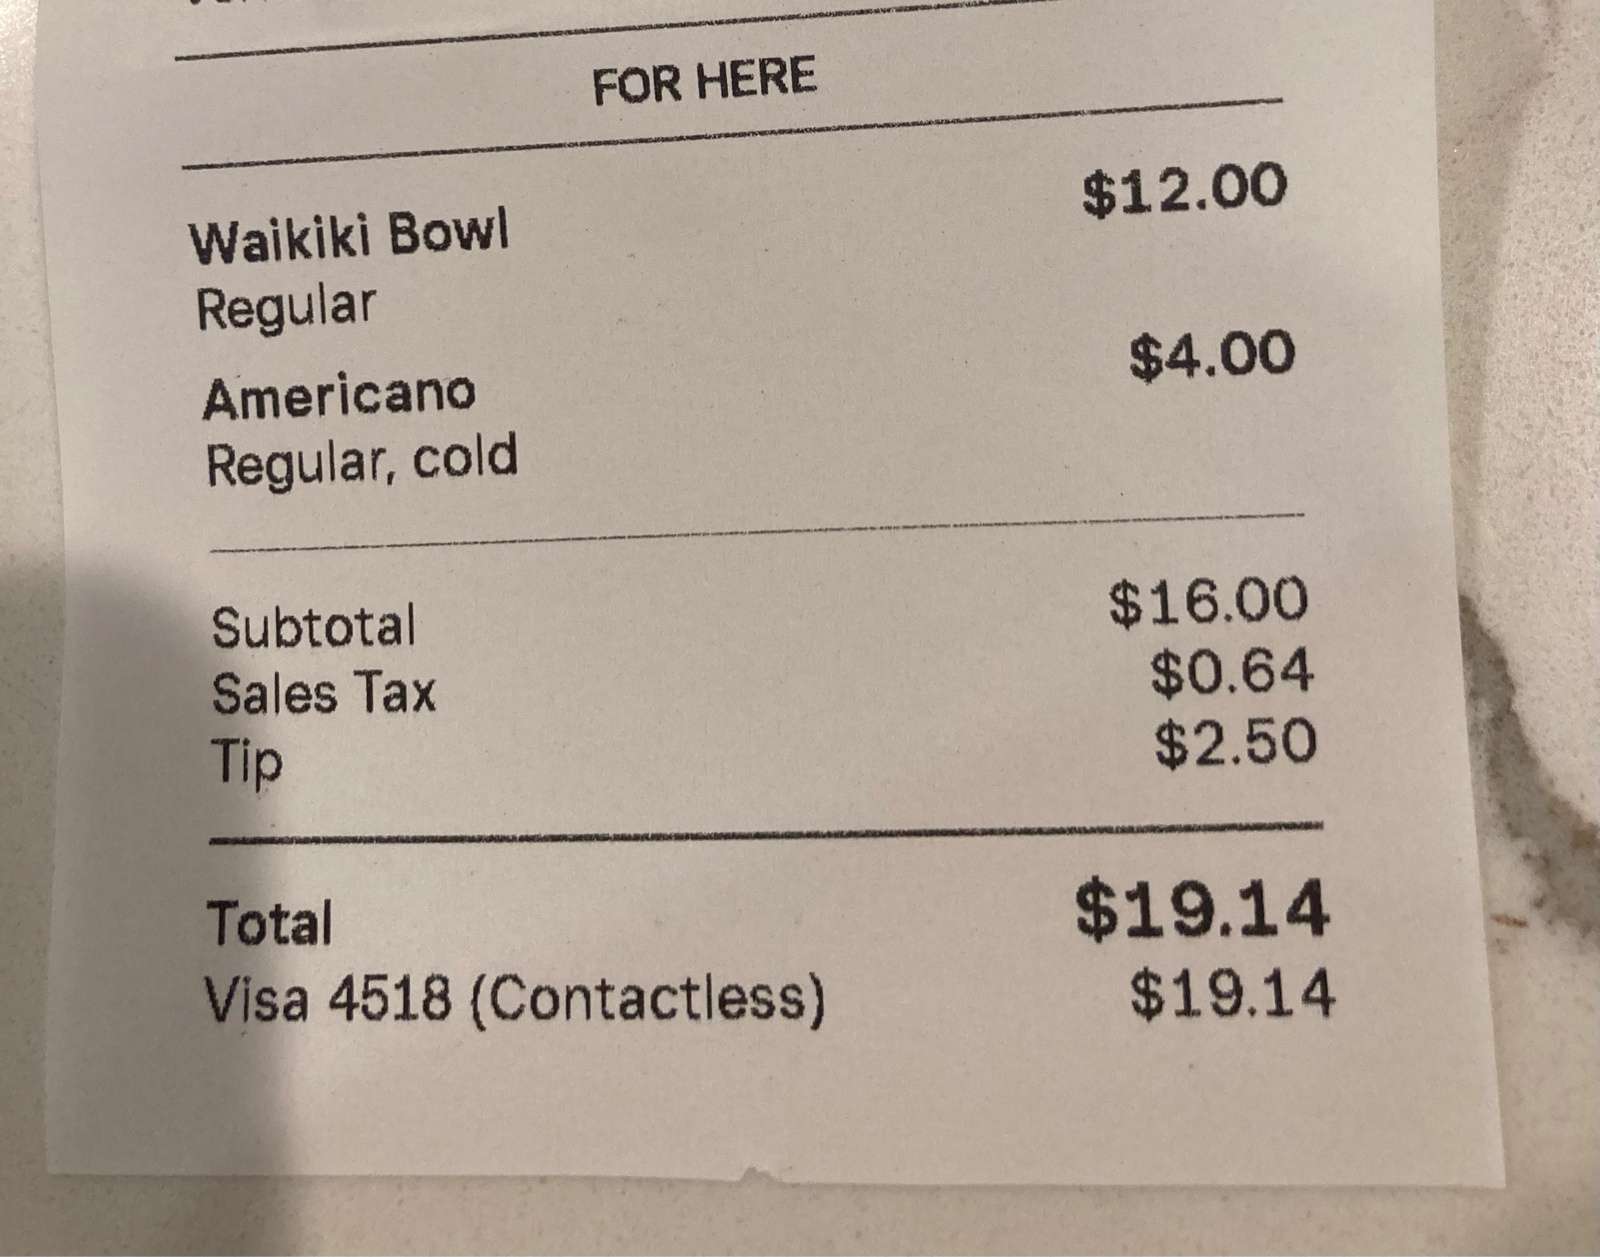 FOR HERE
Waikiki Bowl $12.00
Regular
Americano $4.00
Regular, cold
Subtotal $16.00
Sales Tax $0.64
Tip $2.50
Total $19.14
Visa 4518 (Contactless) $19.14